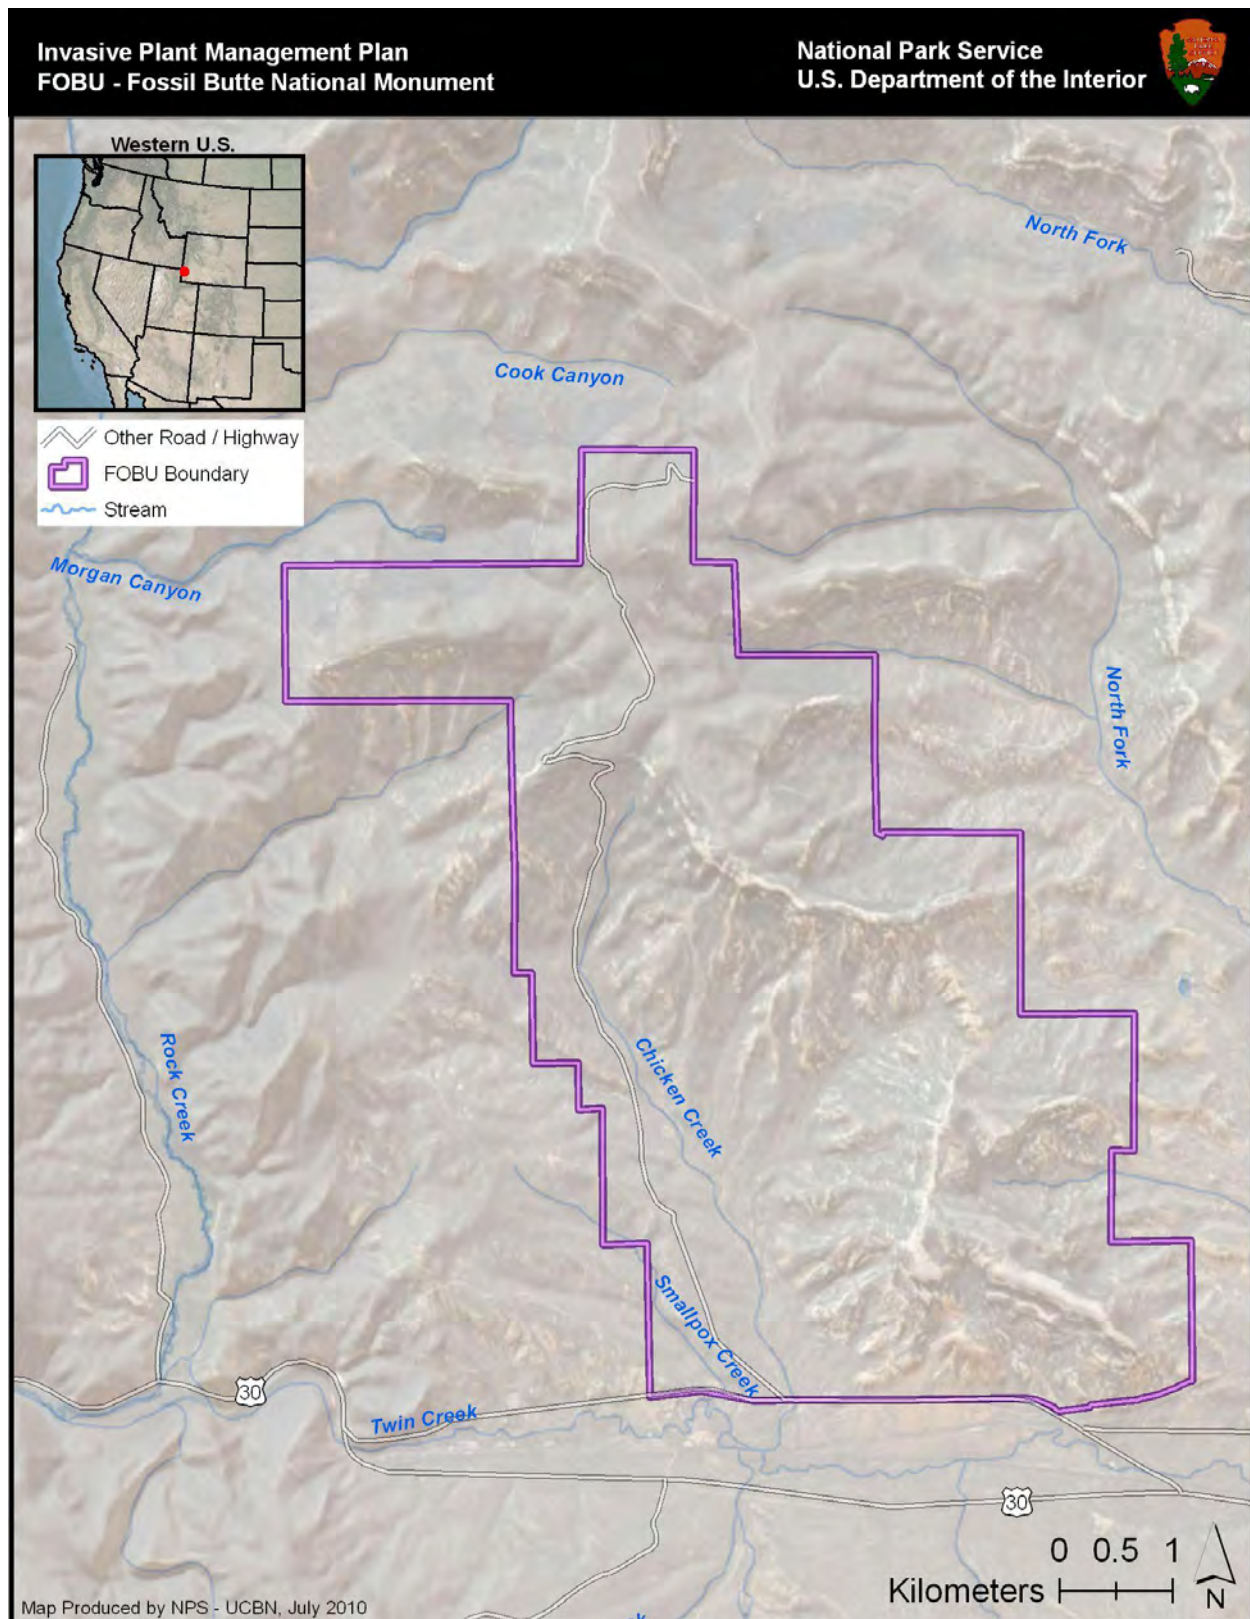 Invasive Plant Management Plan
FOBU - Fossil Butte National Monument
National Park Service
U.S. Department of the Interior
Western U.S.
Other Road / Highway
FOBU Boundary
Stream
North Fork
Cook Canyon
Morgan Canyon
North Fork
Rock Creek
Chicken Creek
Smallpox Creek
30
Twin Creek
30
0 0.5 1
Kilometers
N
Map Produced by NPS - UCBN, July 2010